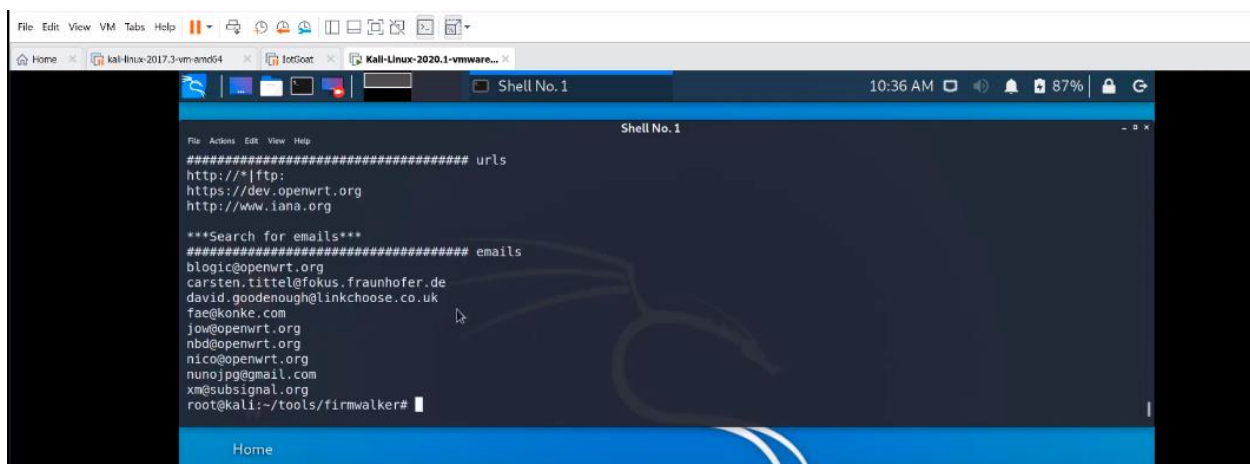 File Edit View VM Tabs Help
Home kali-linux-2017.3-vm-amd64 IotGoat Kali-Linux-2020.1-vmware...
Shell No. 1 10:36 AM 87%
Shell No. 1
File Actions Edit View Help
##################################### urls
http://*|ftp:
https://dev.openwrt.org
http://www.iana.org
***Search for emails***
##################################### emails
blogic@openwrt.org
carsten.tittel@fokus.fraunhofer.de
david.goodenough@linkchoose.co.uk
fae@konke.com
jow@openwrt.org
nbd@openwrt.org
nico@openwrt.org
nunojpg@gmail.com
xm@subsignal.org
root@kali:~/tools/firmwalker#
Home